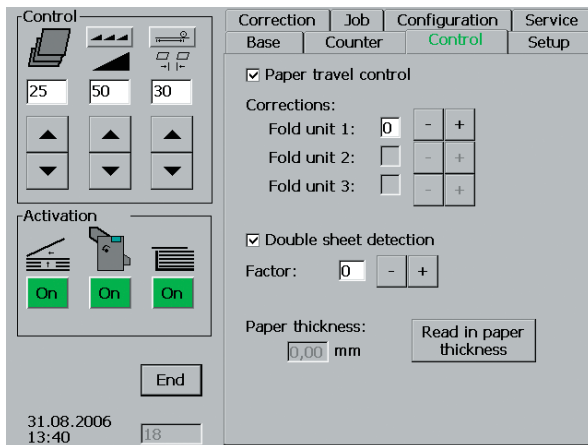 Control
25 50 30
Activation
On On On
End
31.08.2006
13:40
18
Correction Job Configuration Service
Base Counter Control Setup
Paper travel control
Corrections:
Fold unit 1: 0 - +
Fold unit 2: - +
Fold unit 3: - +
Double sheet detection
Factor: 0 - +
Paper thickness:
0,00 mm
Read in paper
thickness